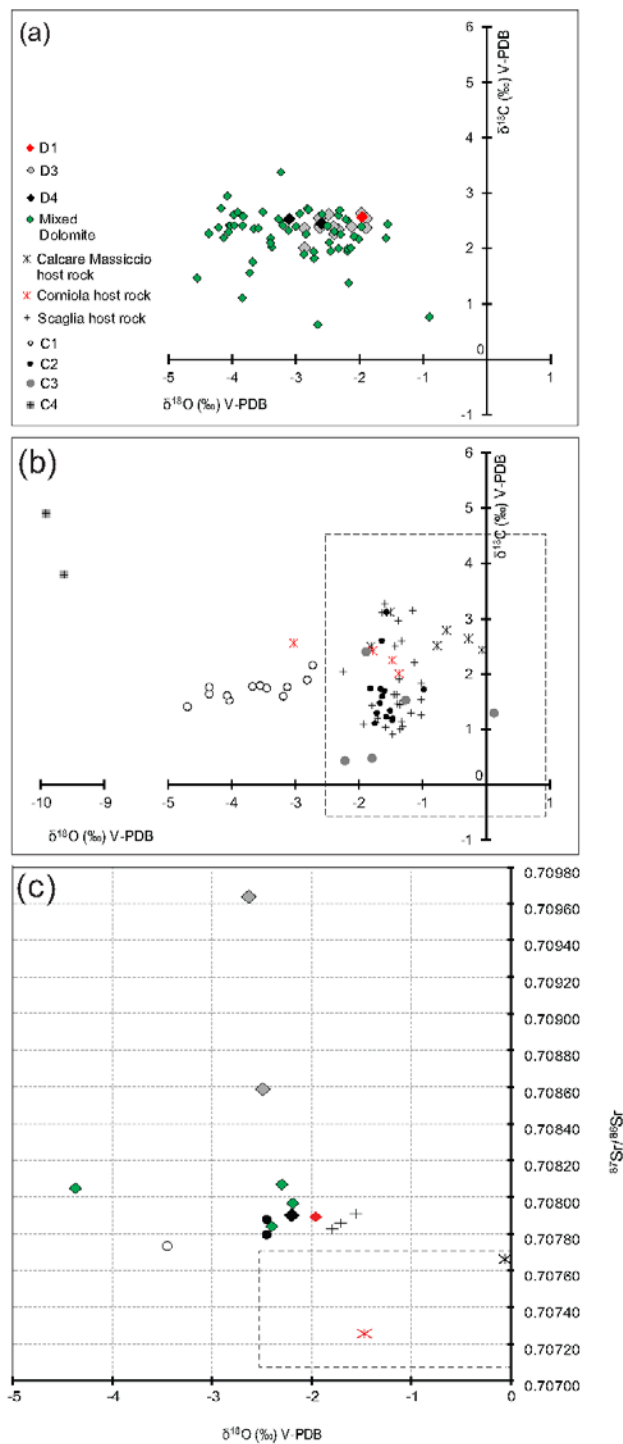 (a)
6
5
4
3
2
1
0
-1
δ¹³C (‰) V-PDB
D1
D3
D4
Mixed
Dolomite
Calcare Massiccio
host rock
Corniola host rock
Scaglia host rock
C1
C2
C3
C4
-5 -4 -3 -2 -1 1
δ¹⁸O (‰) V-PDB
(b)
6
5
4
3
2
1
0
-1
δ¹³C (‰) V-PDB
-10 -9 -5 -4 -3 -2 -1 1
δ¹⁸O (‰) V-PDB
(c)
0.70980
0.70960
0.70940
0.70920
0.70900
0.70880
0.70860
0.70840
0.70820
0.70800
0.70780
0.70760
0.70740
0.70720
0.70700
⁸⁷Sr/⁸⁶Sr
-5 -4 -3 -2 -1 0
δ¹⁸O (‰) V-PDB